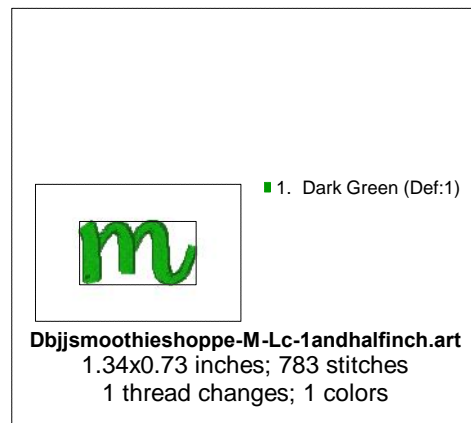 1. Dark Green (Def:1)
m
Dbjjsmoothieshoppe-M-Lc-1andhalfinch.art
1.34x0.73 inches; 783 stitches
1 thread changes; 1 colors